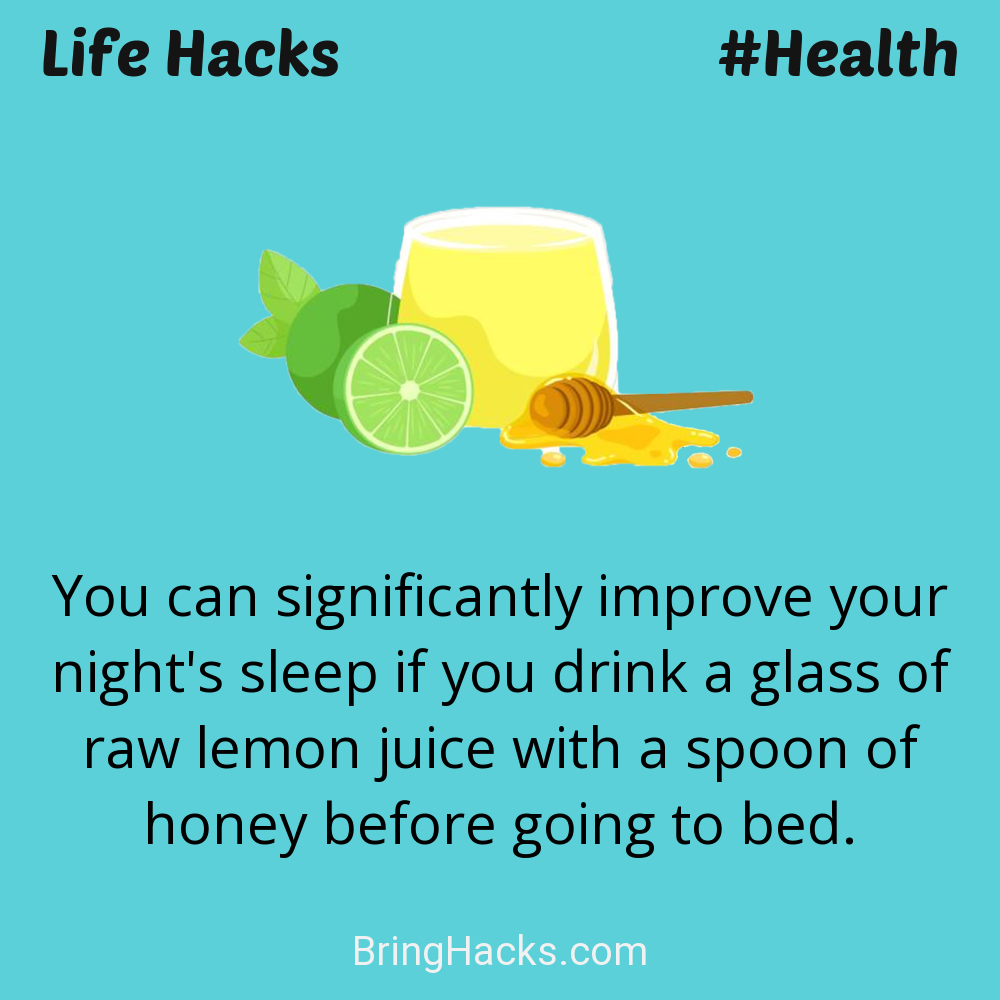 Life Hacks
#Health
You can significantly improve your
night's sleep if you drink a glass of
raw lemon juice with a spoon of
honey before going to bed.
BringHacks.com